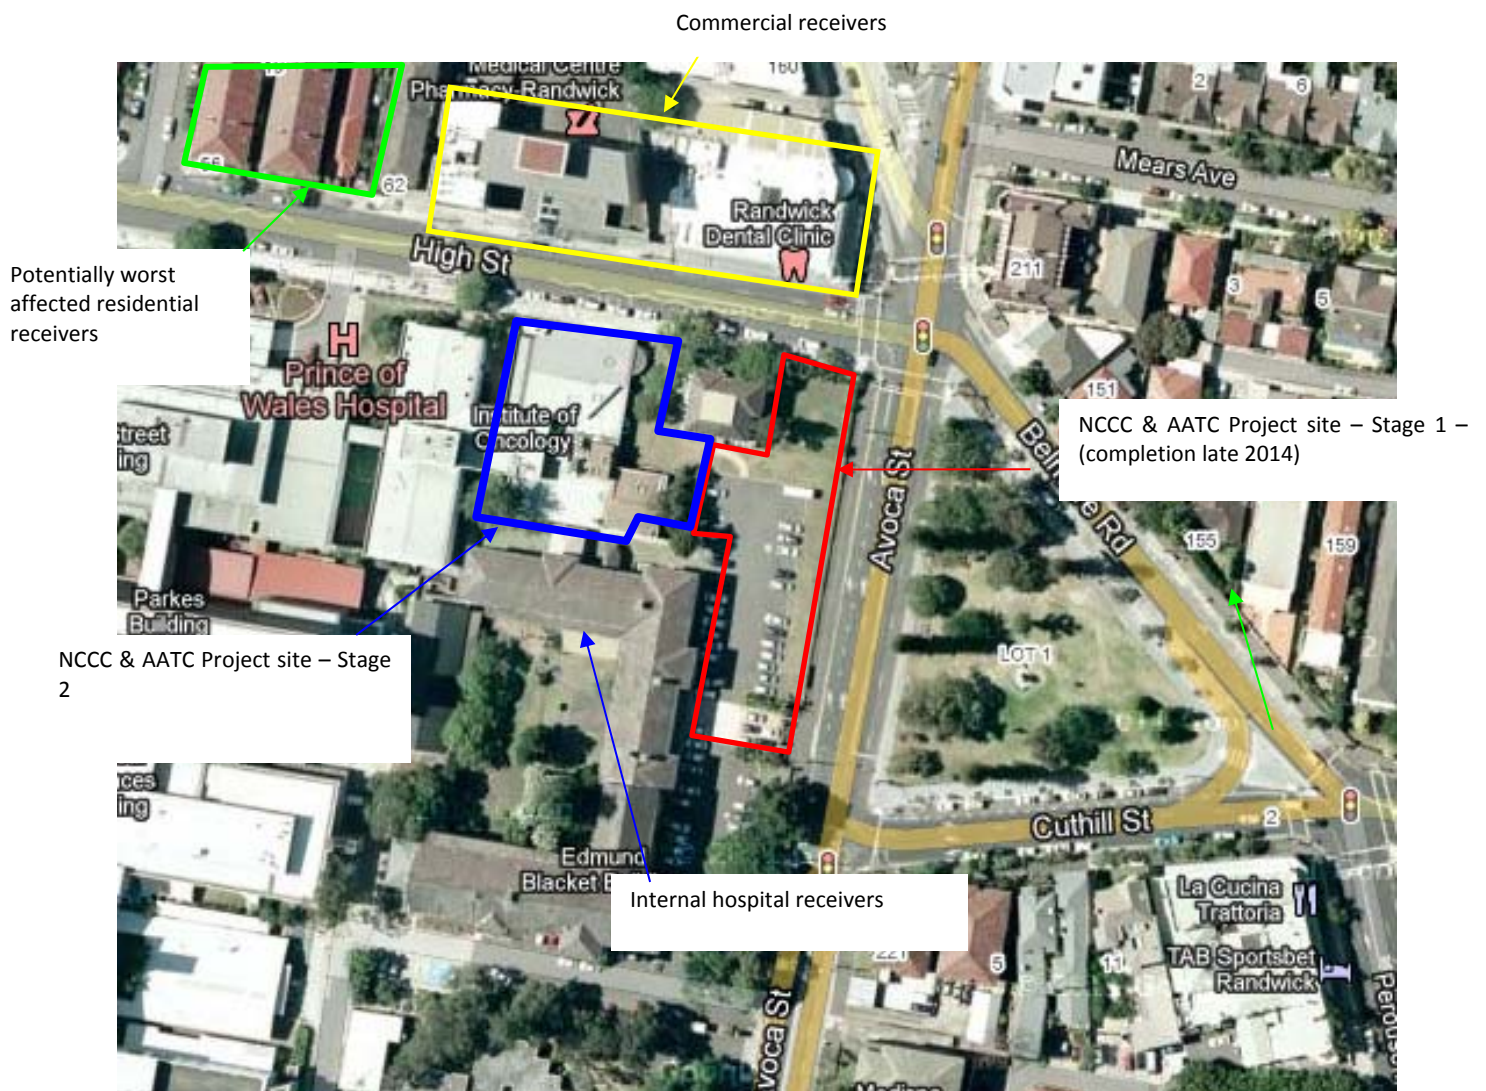 Commercial receivers
Medical Centre
Pharmacy-Randwick
160
2
6
56
62
Mears Ave
Randwick
Dental Clinic
High St
211
3
5
Potentially worst
affected residential
receivers
H
Prince of
Wales Hospital
Institute of
Oncology
151
NCCC & AATC Project site – Stage 1 –
(completion late 2014)
Avoca St
155
159
Parkes
Building
NCCC & AATC Project site – Stage
2
LOT 1
2
Cuthill St
2
Edmund
Blacket
Internal hospital receivers
La Cucina
Trattoria
221
5
11
TAB Sportsbet
Randwick